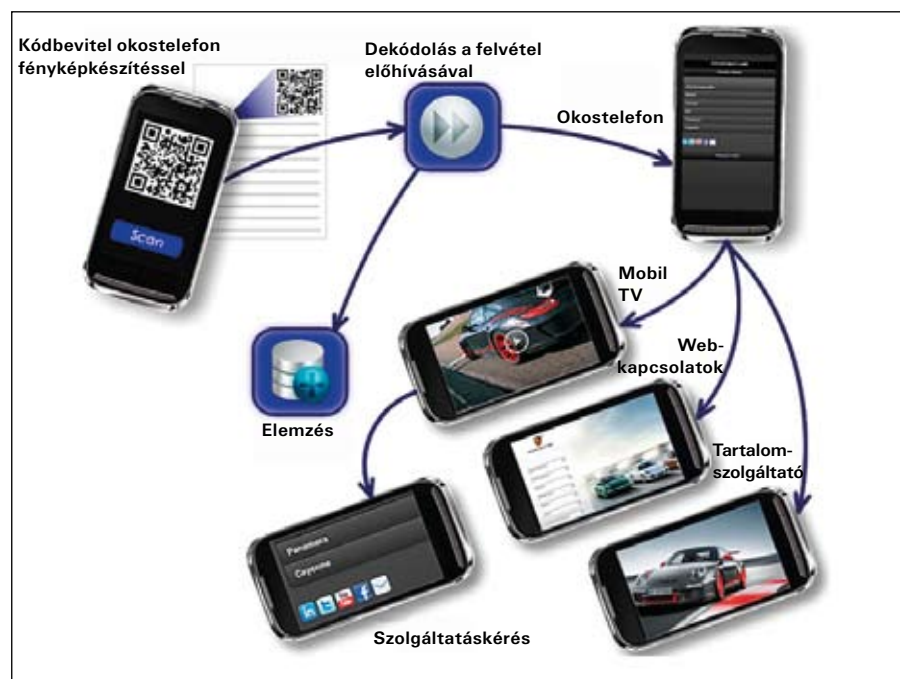 Kódbevitel okostelefon
fényképkészítéssel
Dekódolás a felvétel
előhívásával
Okostelefon
Scan
Mobil
TV
Web-
kapcsolatok
Elemzés
Tartalom-
szolgáltató
Panamera
Cayenne
Szolgáltatáskérés